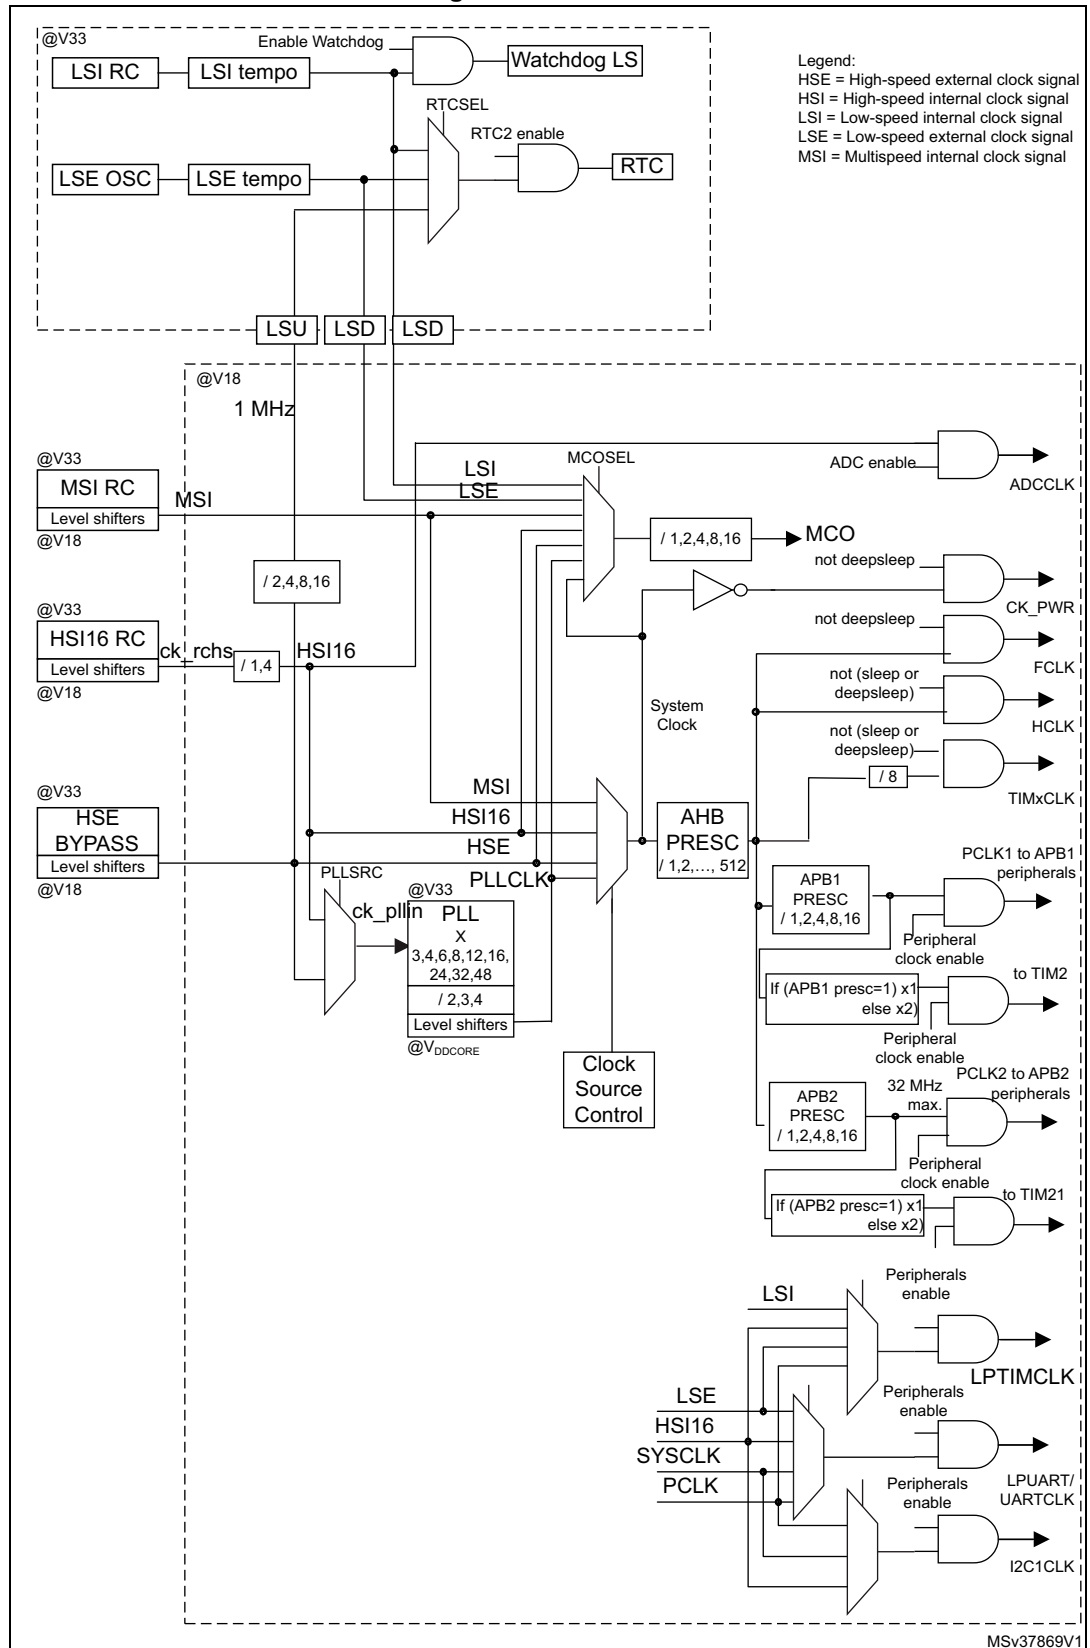 @V33
Enable Watchdog
LSI RC
LSI tempo
Watchdog LS
Legend:
HSE = High-speed external clock signal
HSI = High-speed internal clock signal
LSI = Low-speed internal clock signal
LSE = Low-speed external clock signal
MSI = Multispeed internal clock signal
RTCSEL
RTC2 enable
LSE OSC
LSE tempo
RTC
LSU
LSD
LSD
@V18
1 MHz
@V33
MSI RC
Level shifters
@V18
MSI
LSI
LSE
MCOSEL
/ 1,2,4,8,16
MCO
ADC enable
ADCCLK
/ 2,4,8,16
not deepsleep
CK_PWR
@V33
HSI16 RC
Level shifters
@V18
ck_rchs
/ 1,4
HSI16
not deepsleep
FCLK
not (sleep or
deepsleep)
HCLK
System
Clock
not (sleep or
deepsleep)
/ 8
TIMxCLK
@V33
HSE
BYPASS
Level shifters
@V18
MSI
HSI16
HSE
PLLCLK
AHB
PRESC
/ 1,2,…, 512
PCLK1 to APB1
peripherals
APB1
PRESC
/ 1,2,4,8,16
Peripheral
clock enable
PLLSRC
ck_pllin
@V33
PLL
X
3,4,6,8,12,16,
24,32,48
/ 2,3,4
Level shifters
@VDDCORE
If (APB1 presc=1) x1
else x2)
to TIM2
Peripheral
clock enable
Clock
Source
Control
APB2
PRESC
/ 1,2,4,8,16
32 MHz
max.
PCLK2 to APB2
peripherals
Peripheral
clock enable
If (APB2 presc=1) x1
else x2)
to TIM21
LSI
Peripherals
enable
LPTIMCLK
LSE
HSI16
SYSCLK
PCLK
Peripherals
enable
LPUART/
UARTCLK
Peripherals
enable
I2C1CLK
MSv37869V1